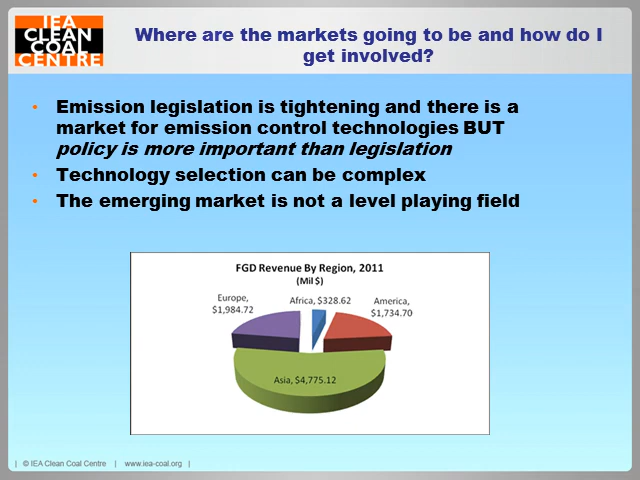 IEA
CLEAN
COAL
CENTRE
Where are the markets going to be and how do I
get involved?
• Emission legislation is tightening and there is a
market for emission control technologies BUT
policy is more important than legislation
• Technology selection can be complex
• The emerging market is not a level playing field
FGD Revenue By Region, 2011
(Mil $)
Europe,
$1,984.72
Africa, $328.62
America,
$1,734.70
Asia, $4,775.12
| © IEA Clean Coal Centre | www.iea-coal.org |